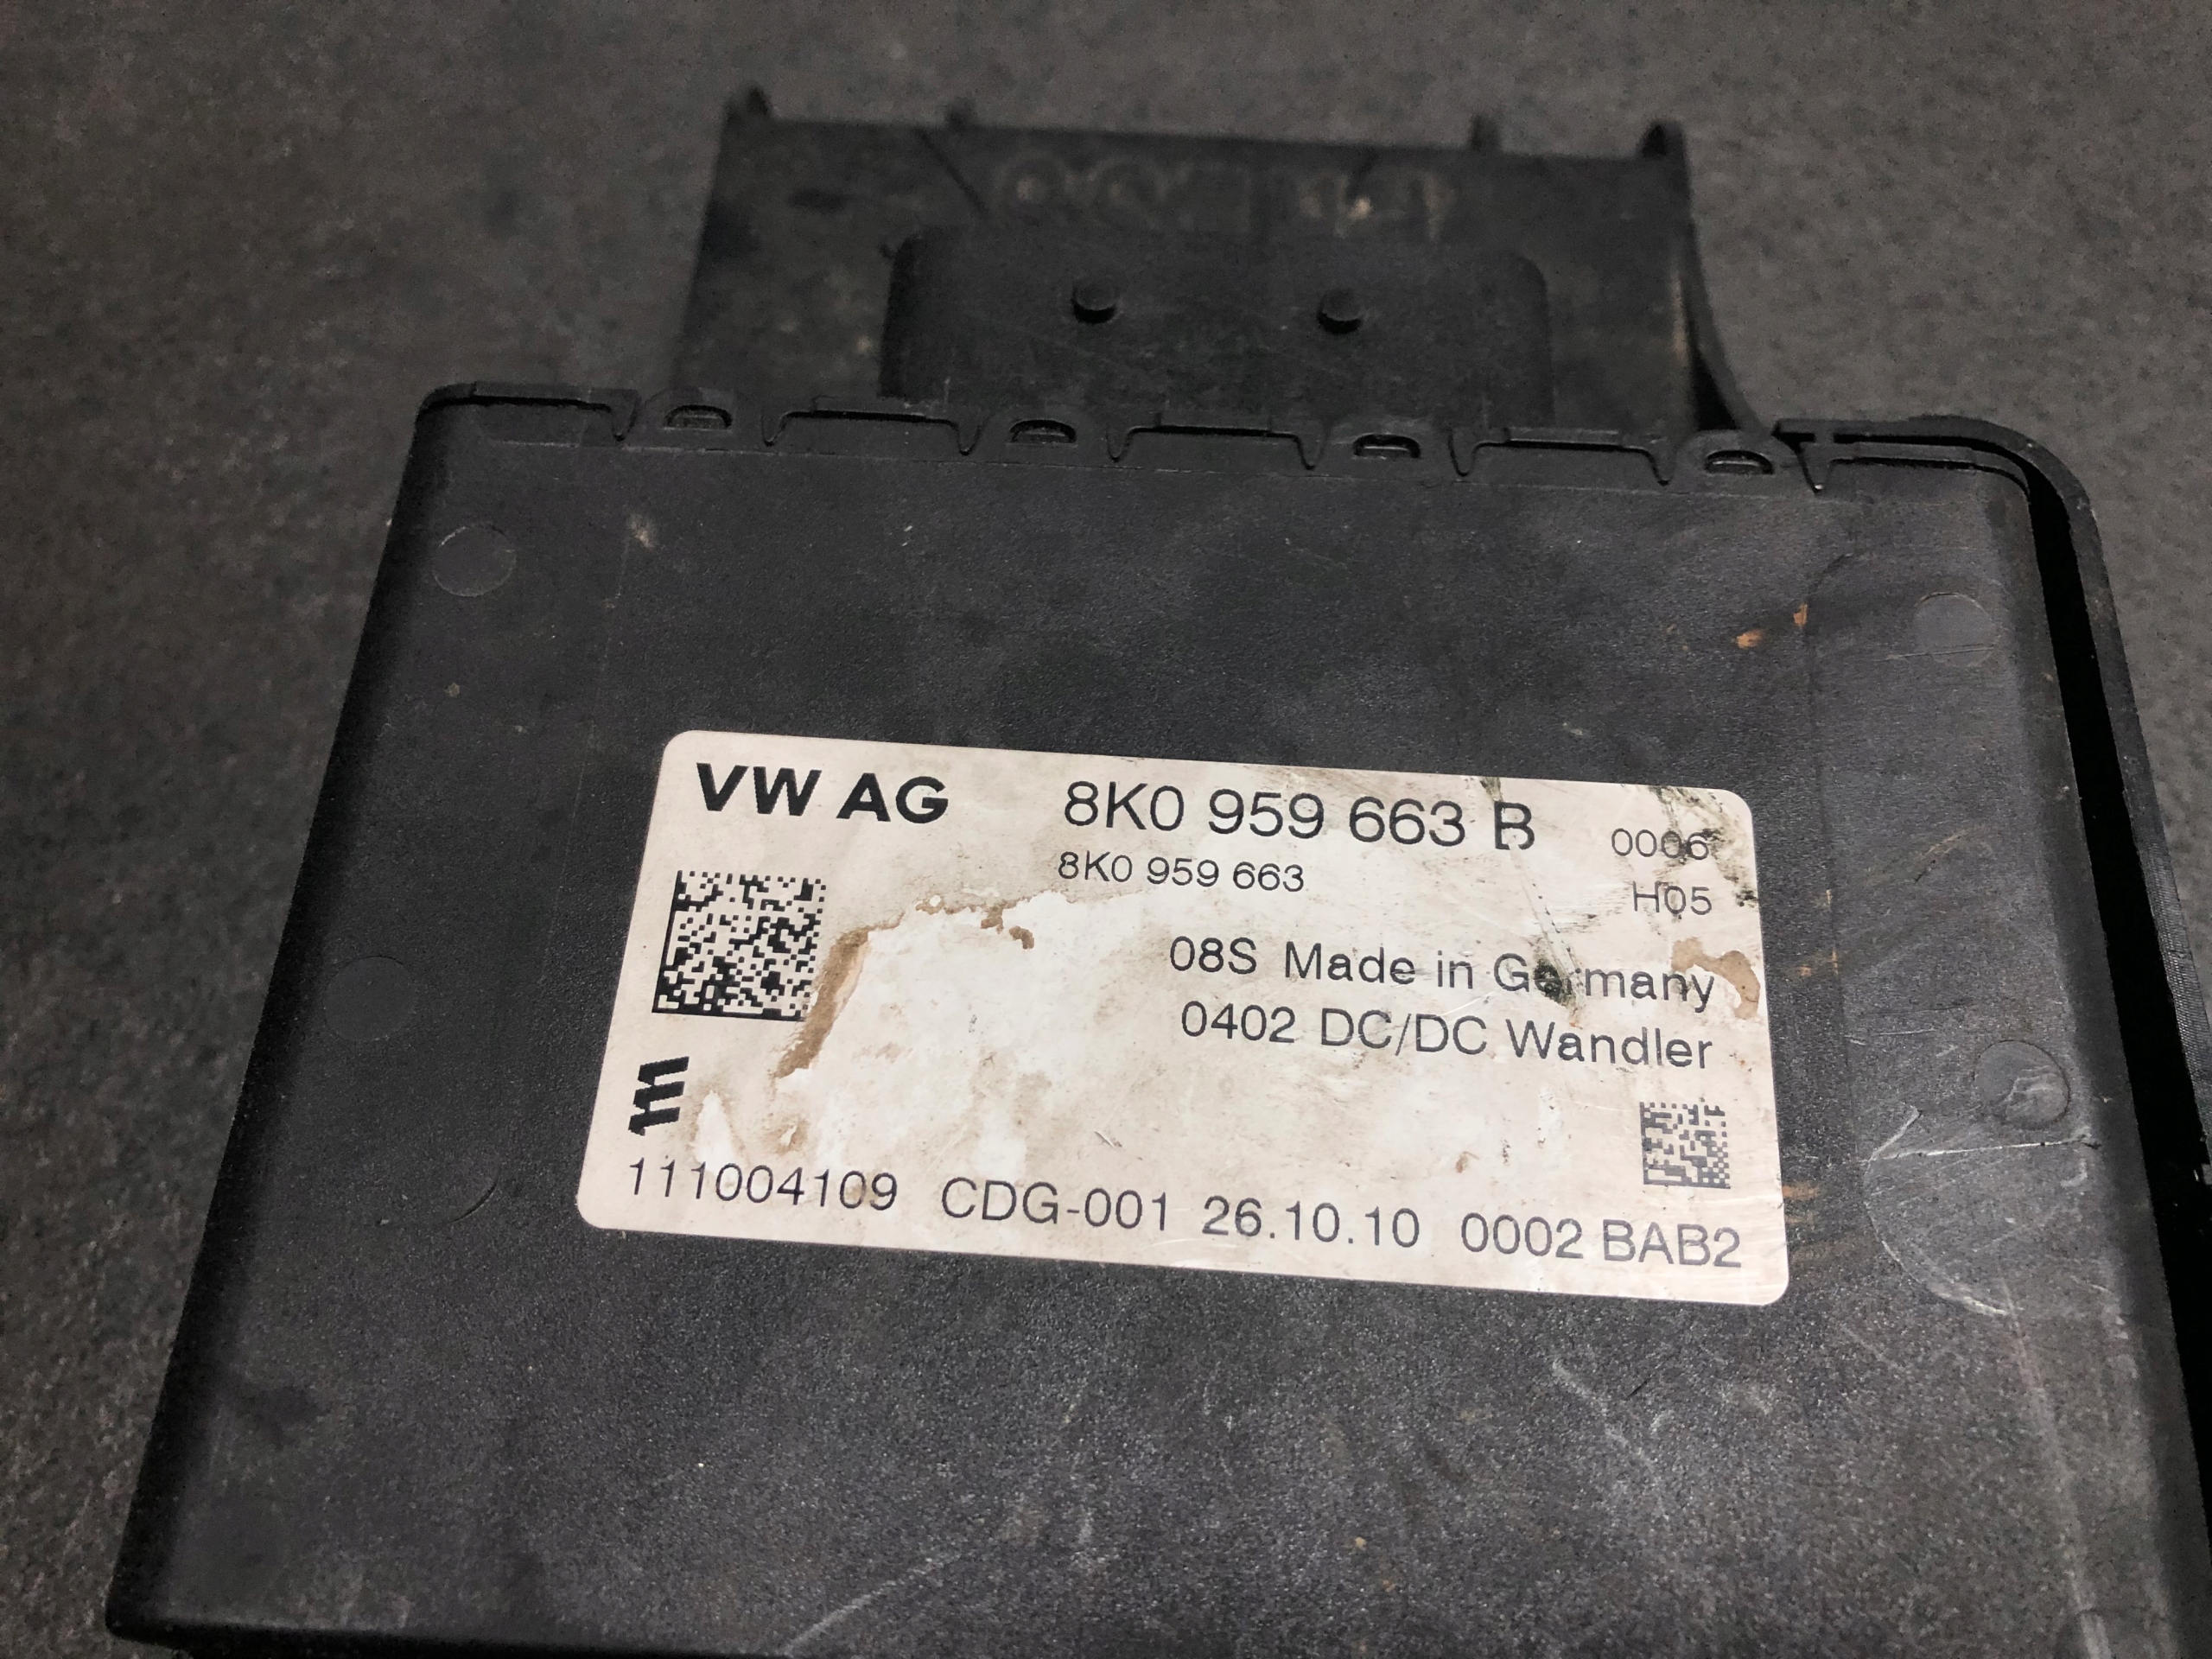 VW AG 8K0 959 663 B 0006
8K0 959 663 H05
08S Made in Germany
0402 DC/DC Wandler
111004109 CDG-001 26.10.10 0002 BAB2